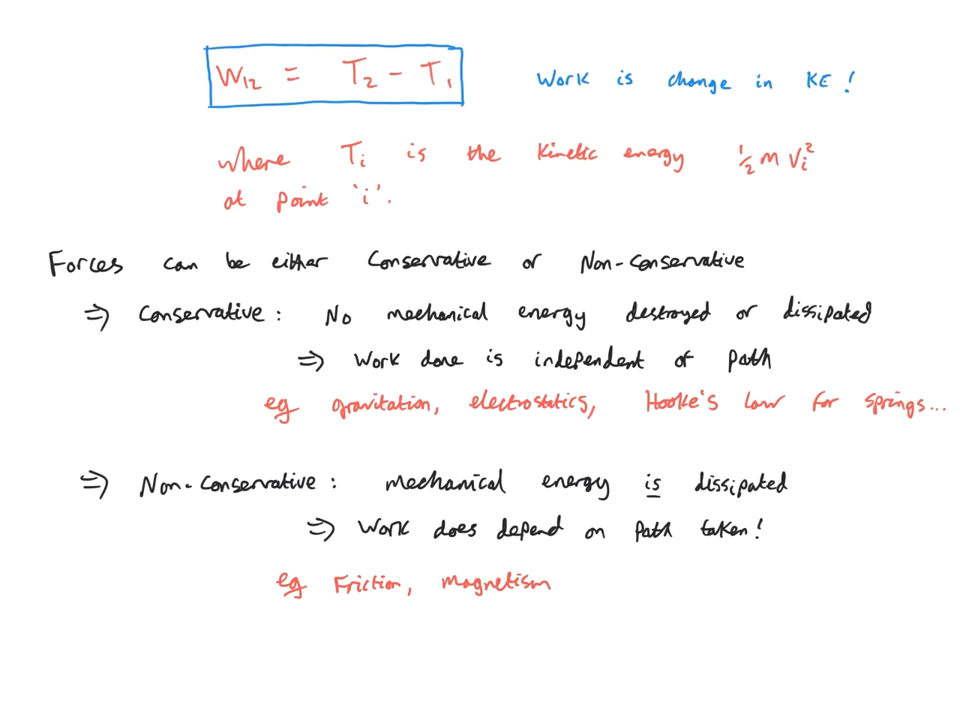 W₁₂ = T₂ - T₁ Work is change in KE!
where Tᵢ is the kinetic energy ½ m vᵢ²
at point 'i'.
Forces can be either Conservative or Non-Conservative
⇒ Conservative: No mechanical energy destroyed or dissipated
⇒ Work done is independent of path
eg gravitation, electrostatics, Hooke's Law for springs...
⇒ Non-Conservative: mechanical energy is dissipated
⇒ Work does depend on path taken!
eg Friction, magnetism